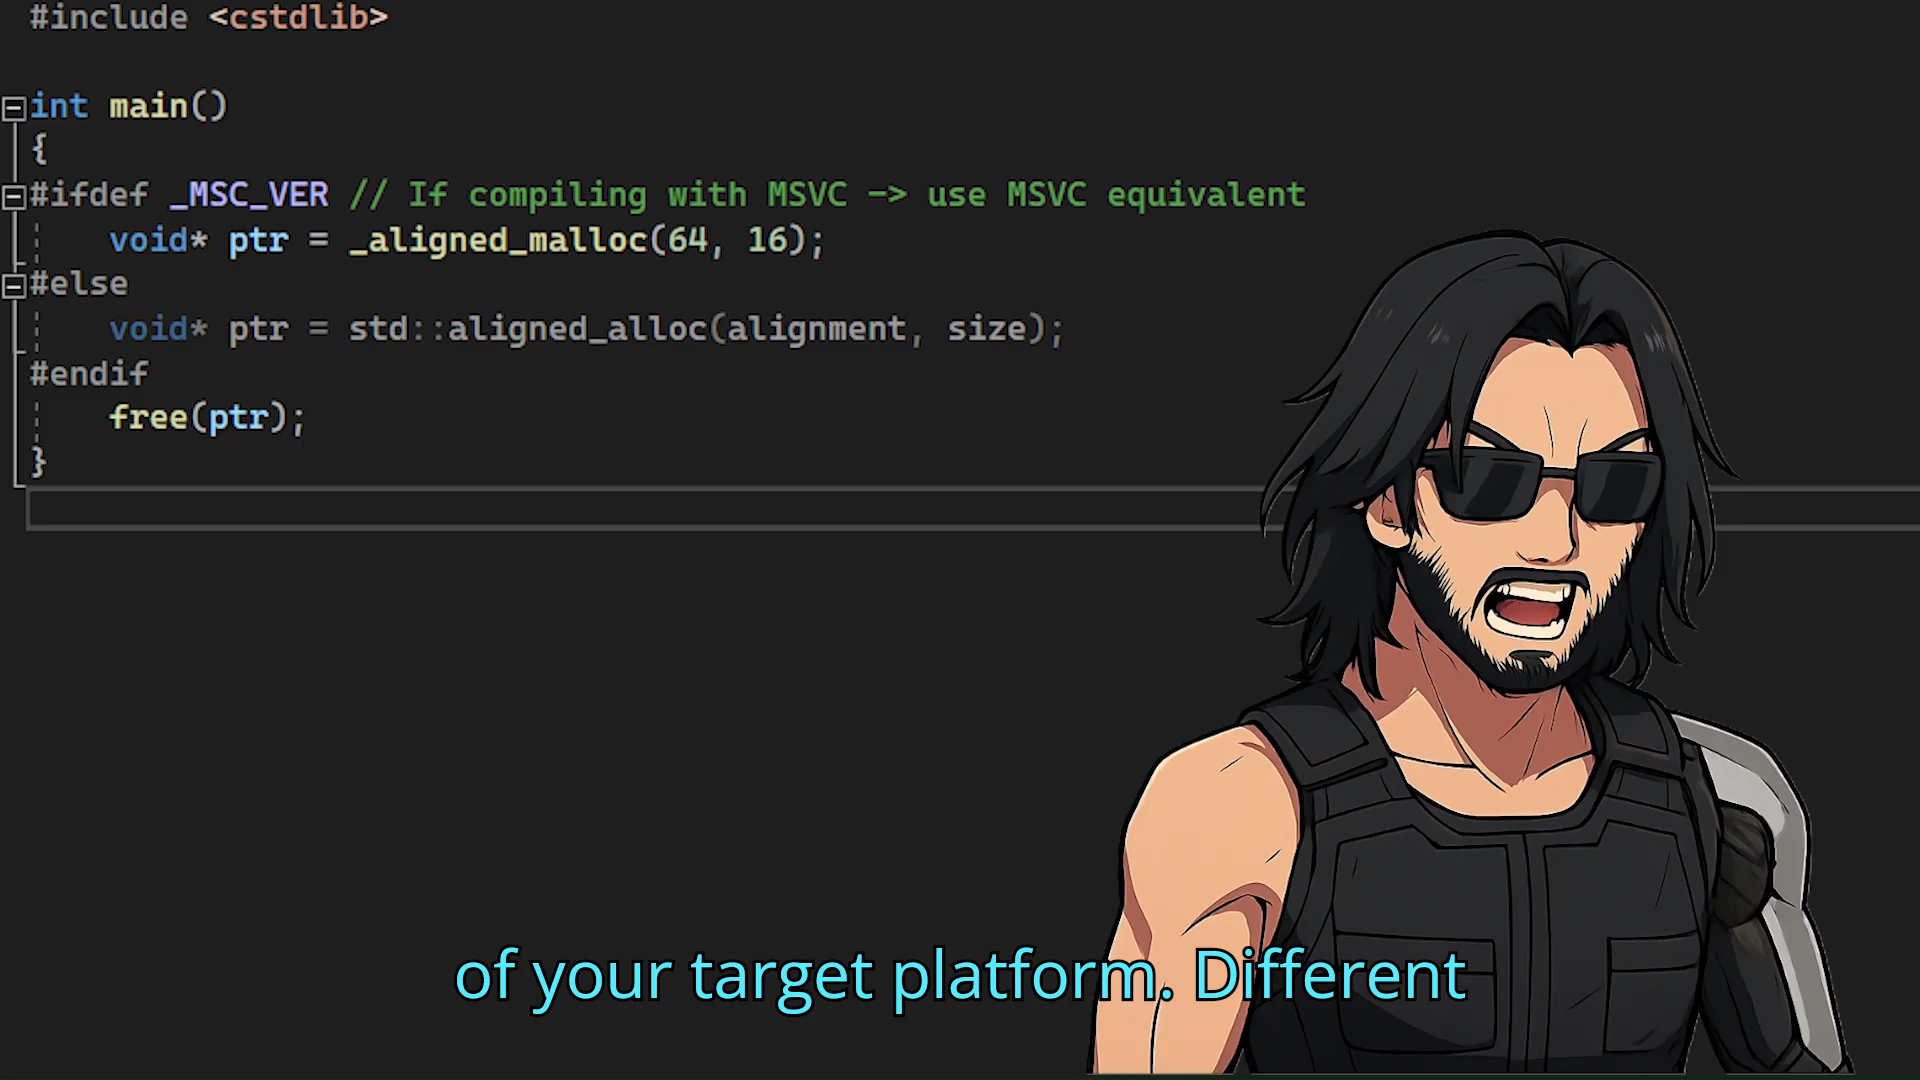 #include <cstdlib>
int main()
{
#ifdef _MSC_VER // If compiling with MSVC -> use MSVC equivalent
void* ptr = _aligned_malloc(64, 16);
#else
void* ptr = std::aligned_alloc(alignment, size);
#endif
free(ptr);
}
of your target platform. Different